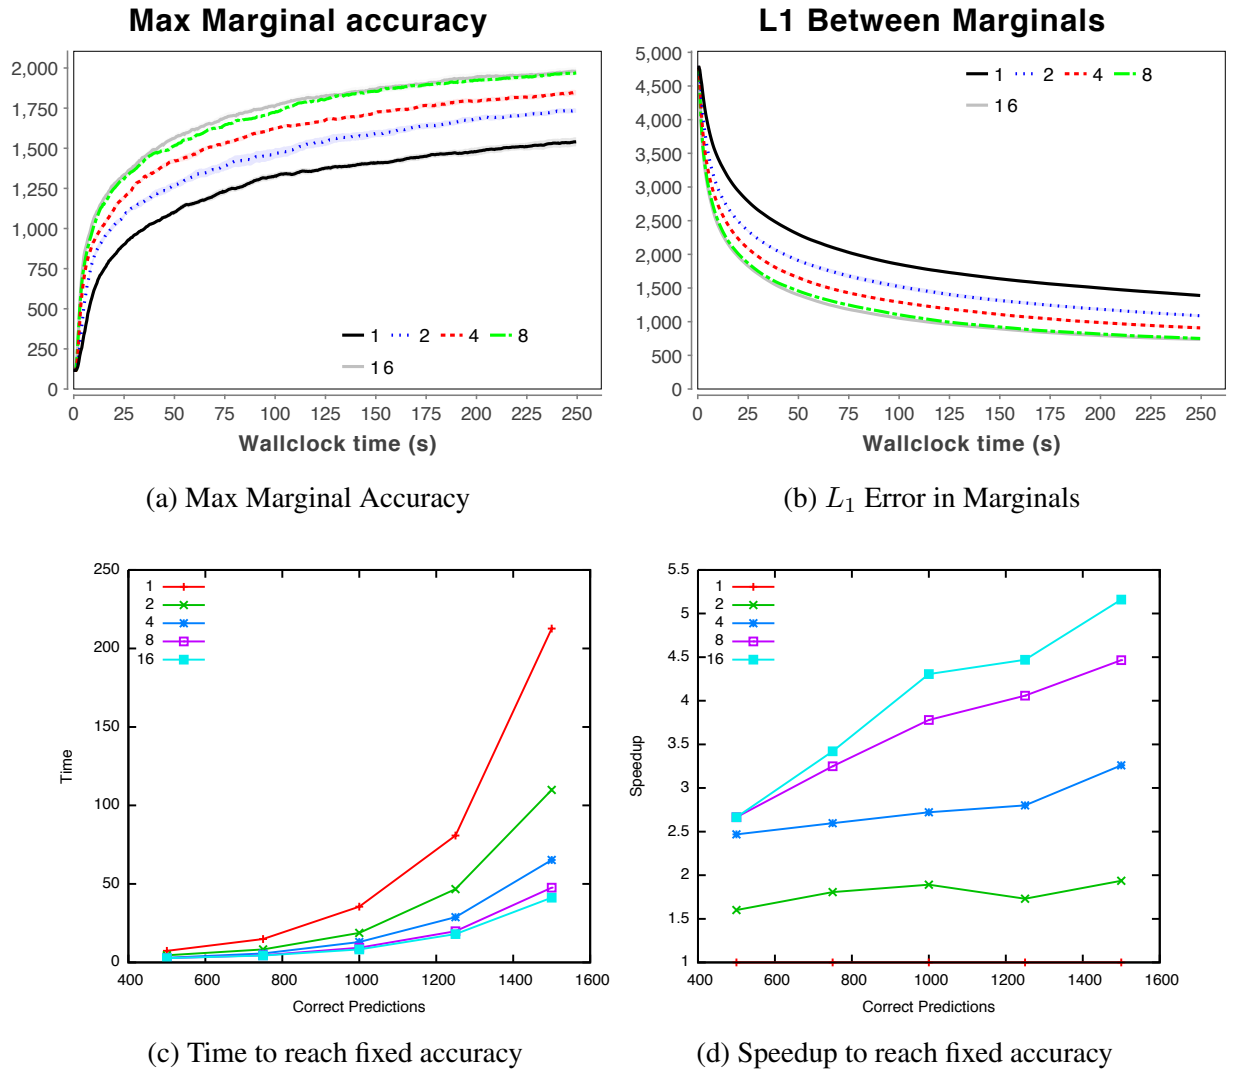 Max Marginal accuracy
2,000
1,750
1,500
1,250
1,000
750
500
250
0
1 2 4 8
16
0 25 50 75 100 125 150 175 200 225 250
Wallclock time (s)
(a) Max Marginal Accuracy
L1 Between Marginals
5,000
4,500
4,000
3,500
3,000
2,500
2,000
1,500
1,000
500
0
1 2 4 8
16
0 25 50 75 100 125 150 175 200 225 250
Wallclock time (s)
(b) L1 Error in Marginals
250
200
150
100
50
0
Time
1
2
4
8
16
400 600 800 1000 1200 1400 1600
Correct Predictions
(c) Time to reach fixed accuracy
5.5
5
4.5
4
3.5
3
2.5
2
1.5
1
Speedup
1
2
4
8
16
400 600 800 1000 1200 1400 1600
Correct Predictions
(d) Speedup to reach fixed accuracy